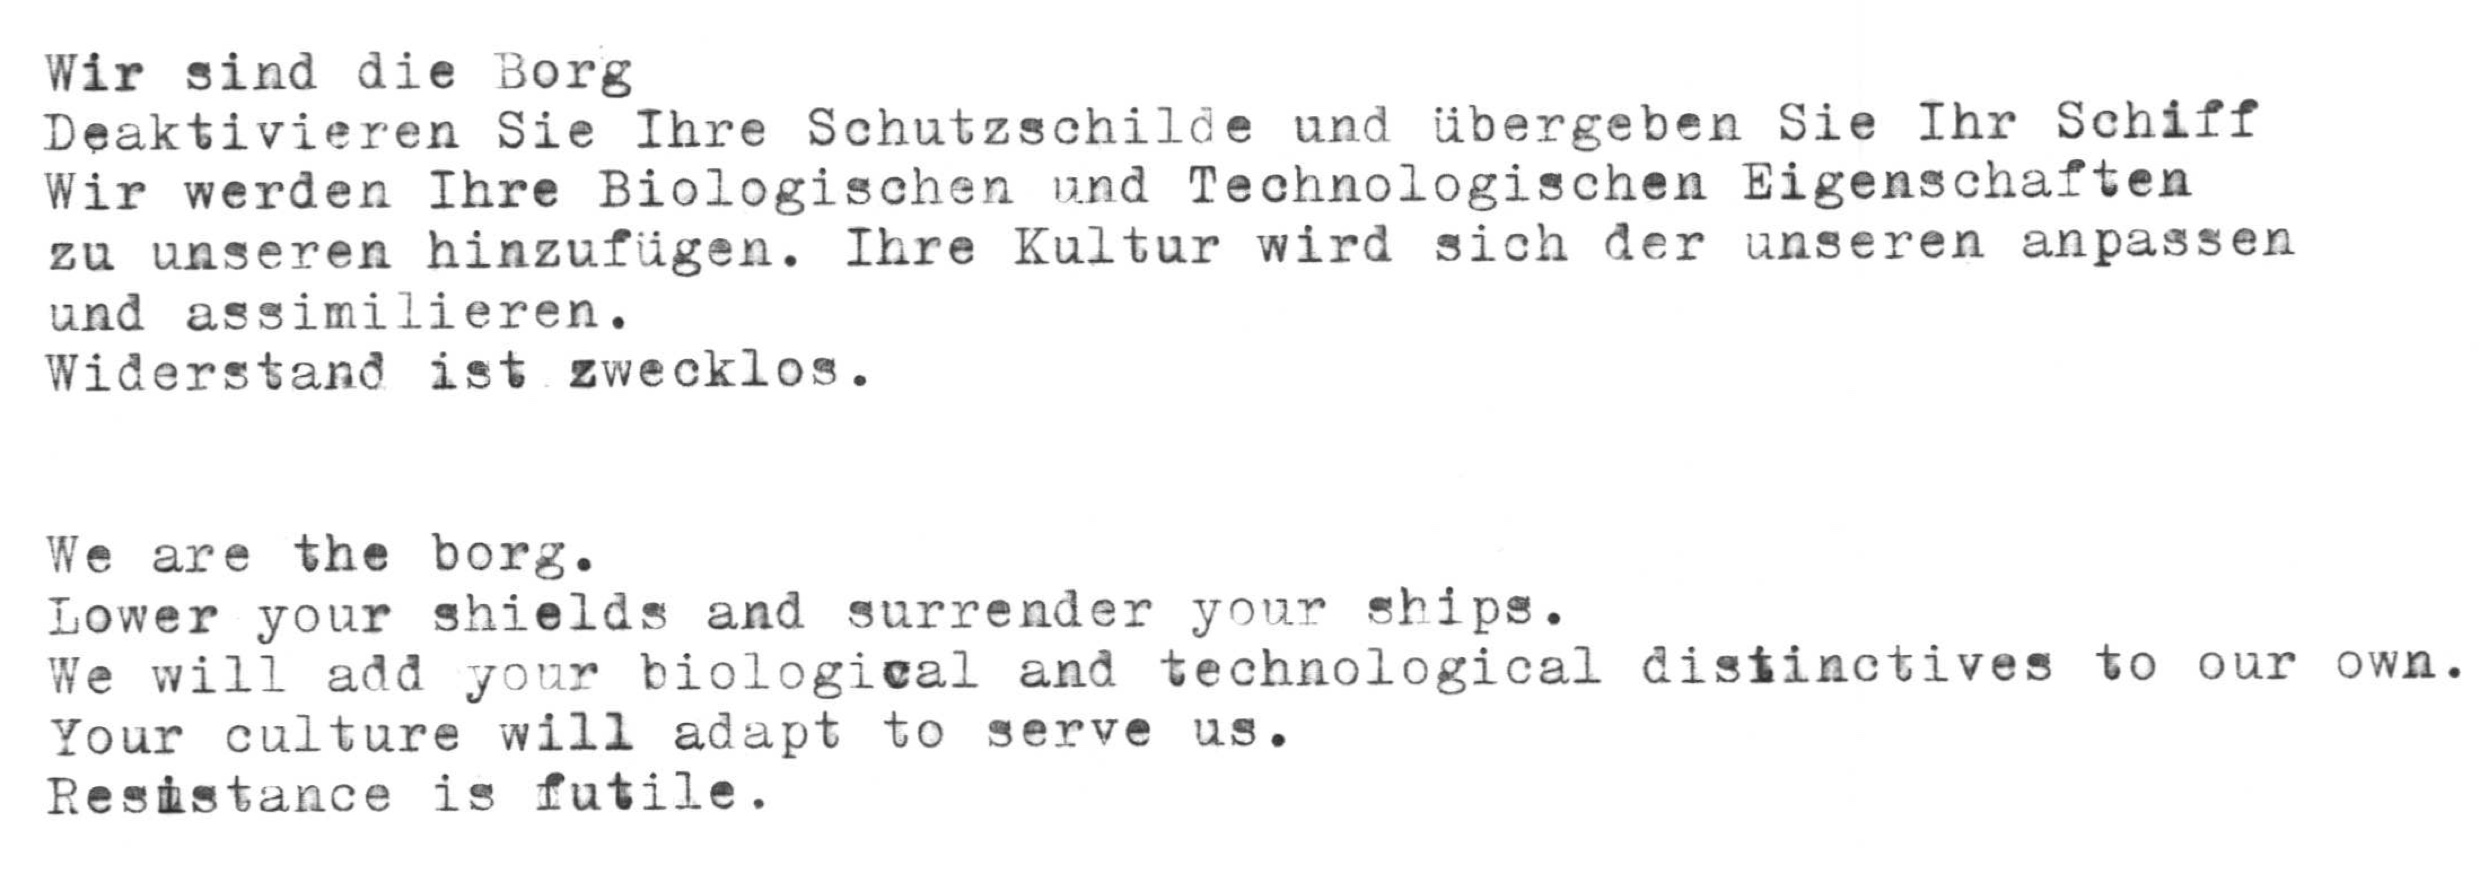 Wir sind die Borg
Deaktivieren Sie Ihre Schutzschilde und übergeben Sie Ihr Schiff
Wir werden Ihre Biologischen und Technologischen Eigenschaften
zu unseren hinzufügen. Ihre Kultur wird sich der unseren anpassen
und assimilieren.
Widerstand ist zwecklos.
We are the borg.
Lower your shields and surrender your ships.
We will add your biological and technological distinctives to our own.
Your culture will adapt to serve us.
Resistance is futile.